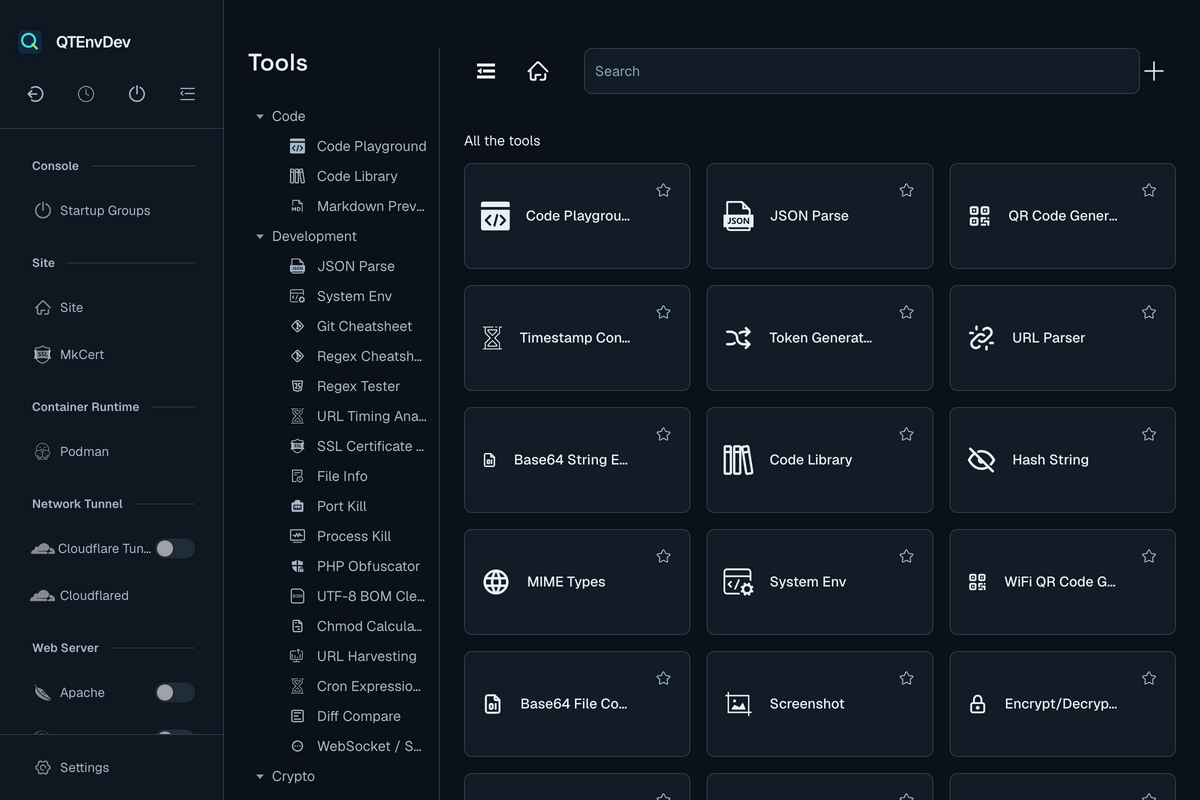 QTEnvDev
Console
Startup Groups
Site
Site
MkCert
Container Runtime
Podman
Network Tunnel
Cloudflare Tun...
Cloudflared
Web Server
Apache
Settings
Tools
Code
Code Playground
Code Library
Markdown Prev...
Development
JSON Parse
System Env
Git Cheatsheet
Regex Cheatsh...
Regex Tester
URL Timing Ana...
SSL Certificate ...
File Info
Port Kill
Process Kill
PHP Obfuscator
UTF-8 BOM Cle...
Chmod Calcula...
URL Harvesting
Cron Expressio...
Diff Compare
WebSocket / S...
Crypto
Search
All the tools
Code Playgrou...
JSON
JSON Parse
QR Code Gener...
Timestamp Con...
Token Generat...
URL Parser
Base64 String E...
Code Library
Hash String
MIME Types
System Env
WiFi QR Code G...
Base64 File Co...
Screenshot
Encrypt/Decryp...